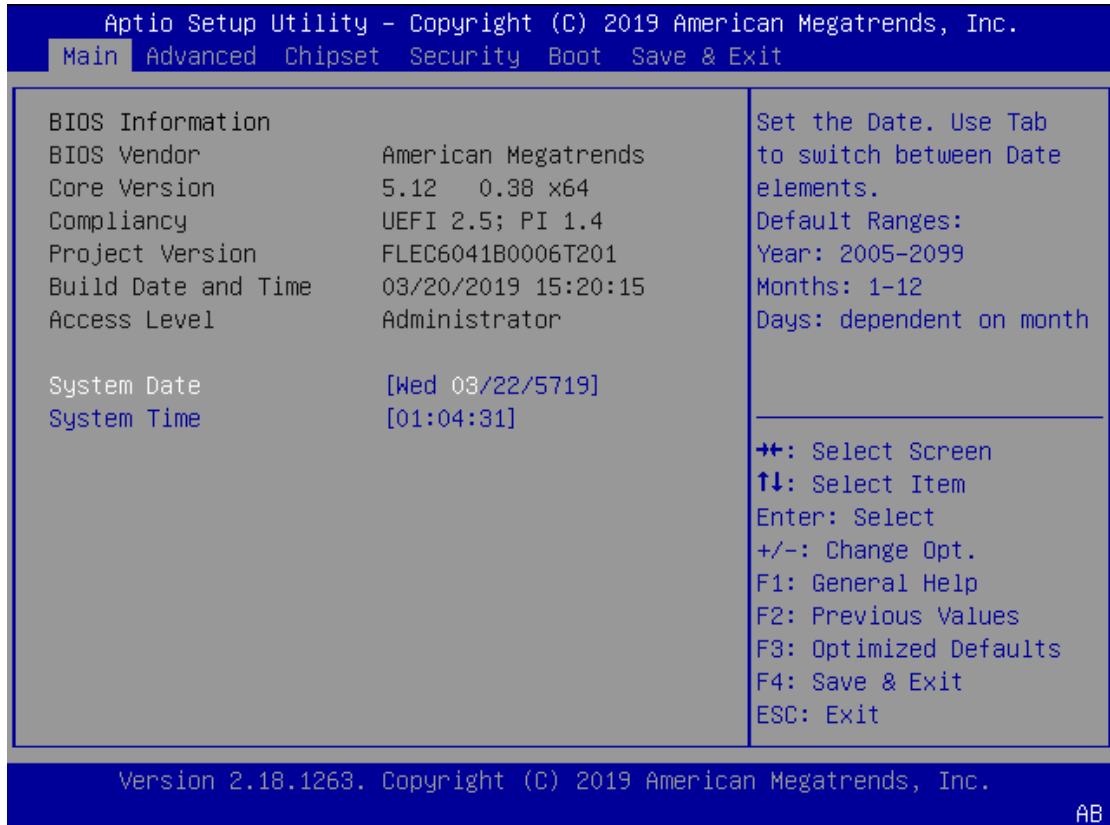 Aptio Setup Utility – Copyright (C) 2019 American Megatrends, Inc.
Main Advanced Chipset Security Boot Save & Exit
BIOS Information
BIOS Vendor American Megatrends
Core Version 5.12 0.38 x64
Compliancy UEFI 2.5; PI 1.4
Project Version FLEC6041B0006T201
Build Date and Time 03/20/2019 15:20:15
Access Level Administrator
System Date [Wed 03/22/5719]
System Time [01:04:31]
Set the Date. Use Tab
to switch between Date
elements.
Default Ranges:
Year: 2005-2099
Months: 1-12
Days: dependent on month
→←: Select Screen
↑↓: Select Item
Enter: Select
+/-: Change Opt.
F1: General Help
F2: Previous Values
F3: Optimized Defaults
F4: Save & Exit
ESC: Exit
Version 2.18.1263. Copyright (C) 2019 American Megatrends, Inc.
AB